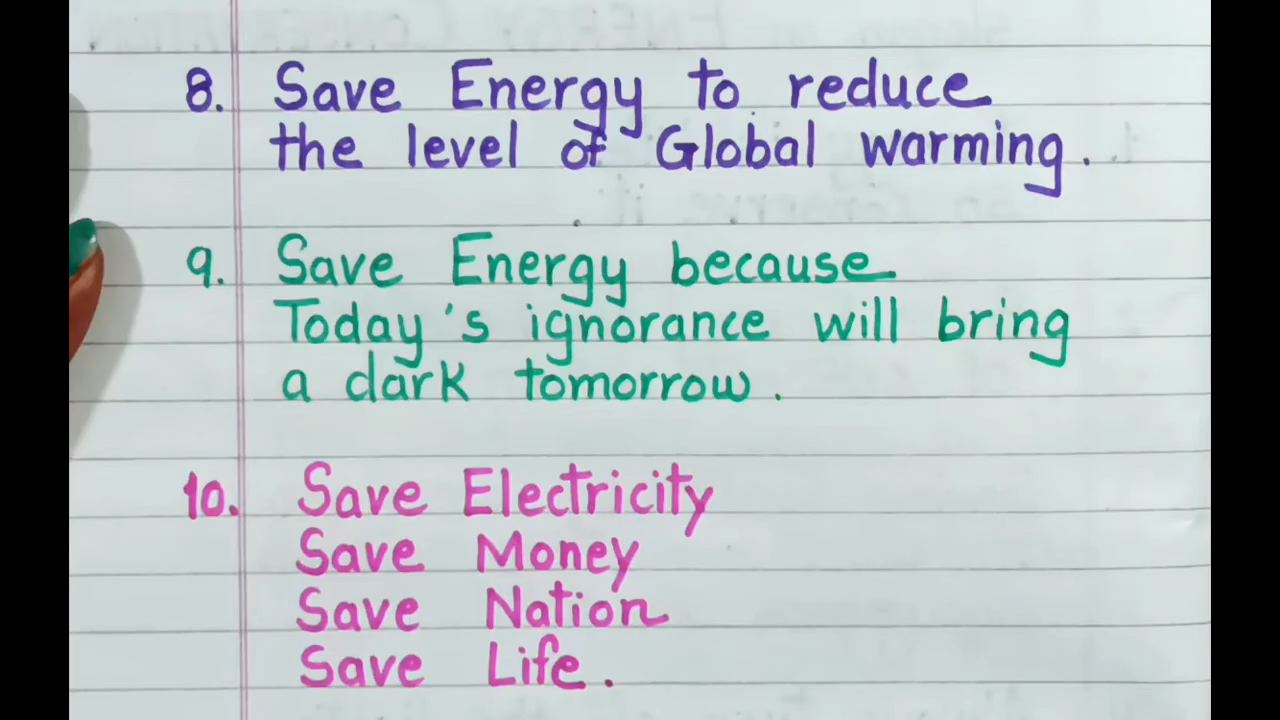 8. Save Energy to reduce
the level of Global warming.
9. Save Energy because
Today's ignorance will bring
a dark tomorrow.
10. Save Electricity
Save Money
Save Nation
Save Life.